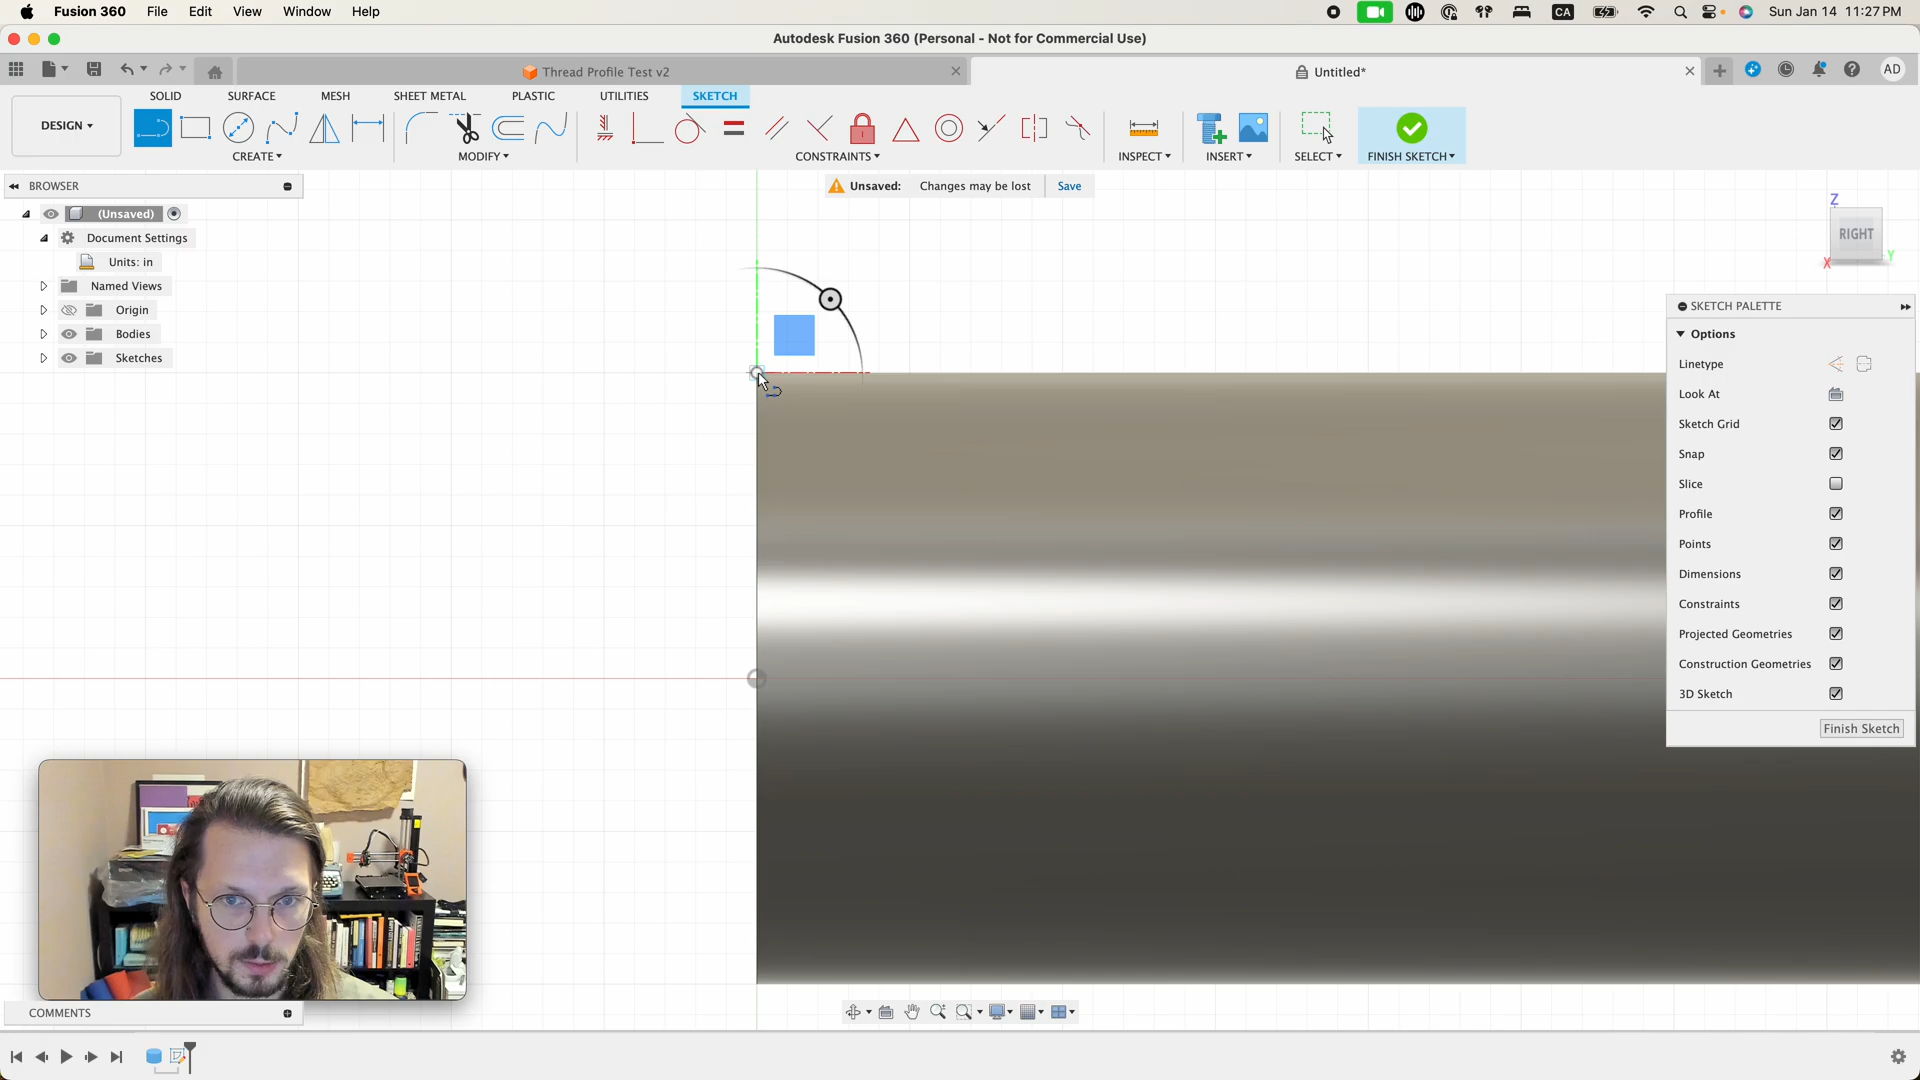 Fusion 360 File Edit View Window Help CA Sun Jan 14 11:27 PM
Autodesk Fusion 360 (Personal - Not for Commercial Use)
Thread Profile Test v2 Untitled* AD
SOLID SURFACE MESH SHEET METAL PLASTIC UTILITIES SKETCH
DESIGN
CREATE MODIFY CONSTRAINTS INSPECT INSERT SELECT FINISH SKETCH
BROWSER
Unsaved: Changes may be lost Save
(Unsaved)
Document Settings
Units: in
Named Views
Origin
Bodies
Sketches
Z
RIGHT
X
Y
SKETCH PALETTE
Options
Linetype
Look At
Sketch Grid
Snap
Slice
Profile
Points
Dimensions
Constraints
Projected Geometries
Construction Geometries
3D Sketch
Finish Sketch
COMMENTS